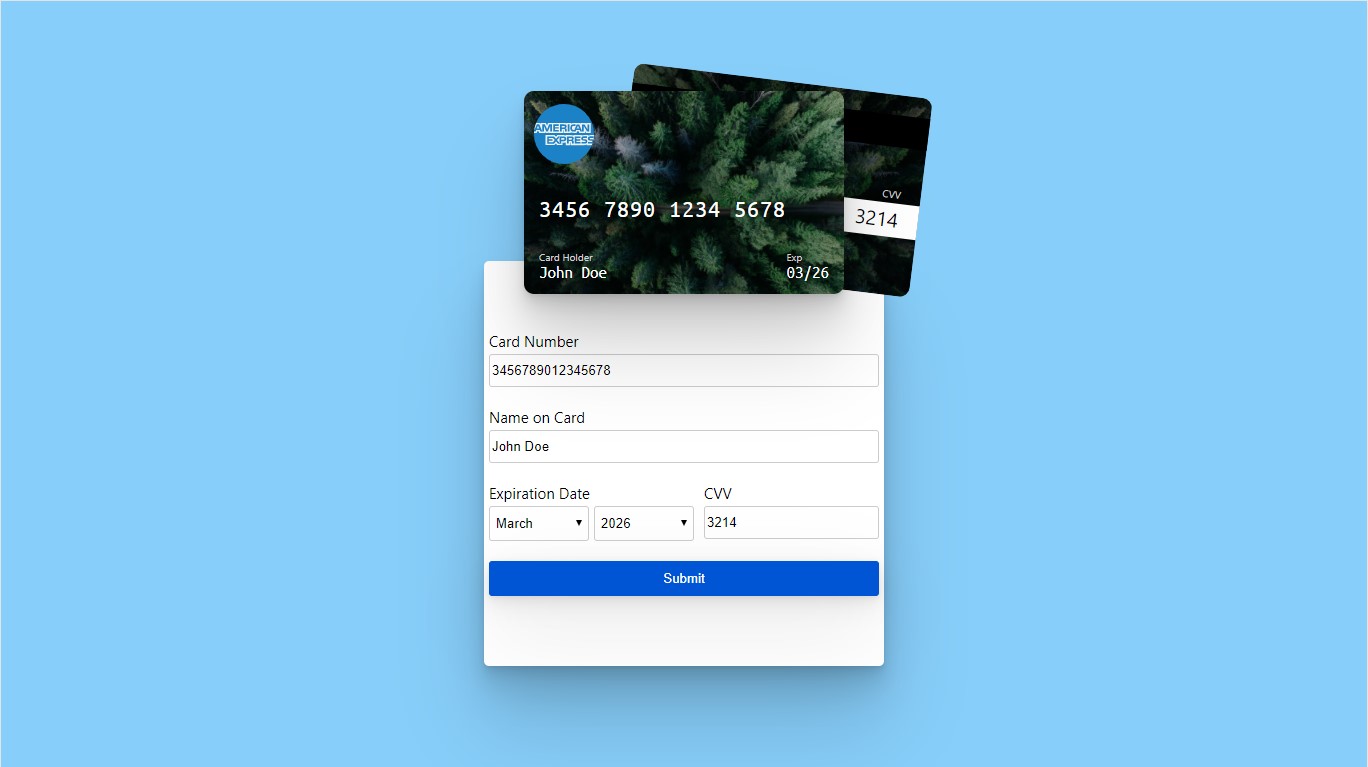 AMERICAN
EXPRESS
CVV
3214
3456 7890 1234 5678
Card Holder
John Doe
Exp
03/26
Card Number
3456789012345678
Name on Card
John Doe
Expiration Date
CVV
March
2026
3214
Submit